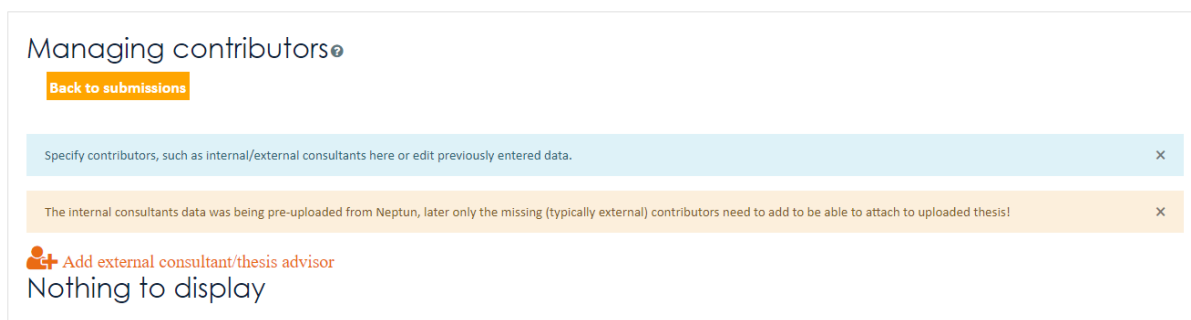 Managing contributors
Back to submissions
Specify contributors, such as internal/external consultants here or edit previously entered data.
The internal consultants data was being pre-uploaded from Neptun, later only the missing (typically external) contributors need to add to be able to attach to uploaded thesis!
Add external consultant/thesis advisor
Nothing to display